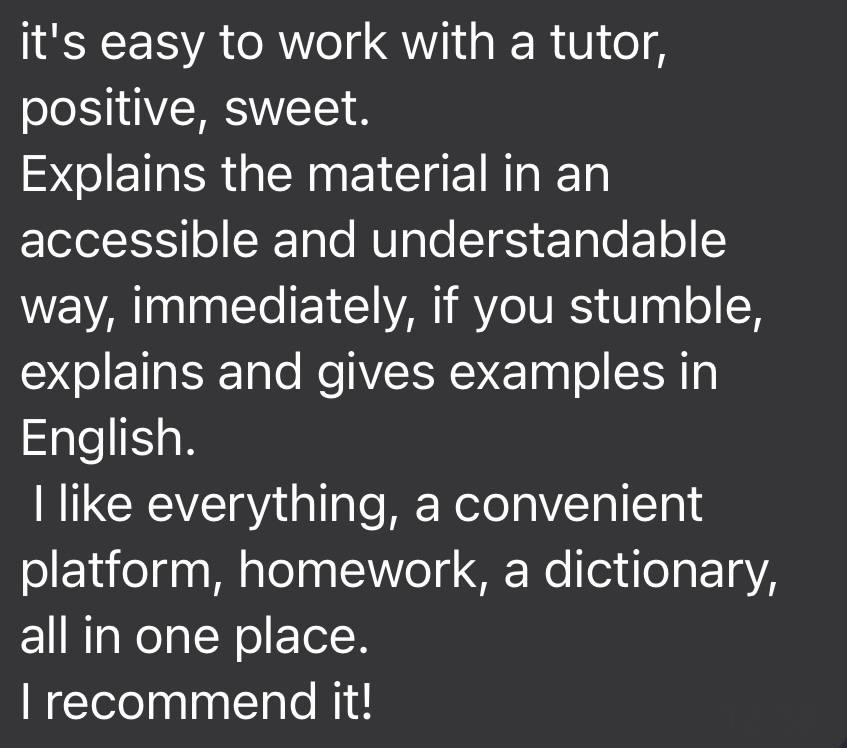 it's easy to work with a tutor,
positive, sweet.
Explains the material in an
accessible and understandable
way, immediately, if you stumble,
explains and gives examples in
English.
I like everything, a convenient
platform, homework, a dictionary,
all in one place.
I recommend it!